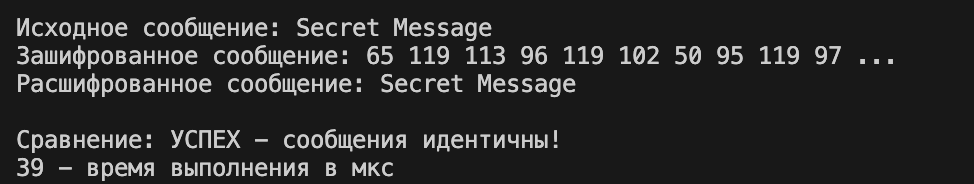 Исходное сообщение: Secret Message
Зашифрованное сообщение: 65 119 113 96 119 102 50 95 119 97 ...
Расшифрованное сообщение: Secret Message
Сравнение: УСПЕХ – сообщения идентичны!
39 – время выполнения в мкс